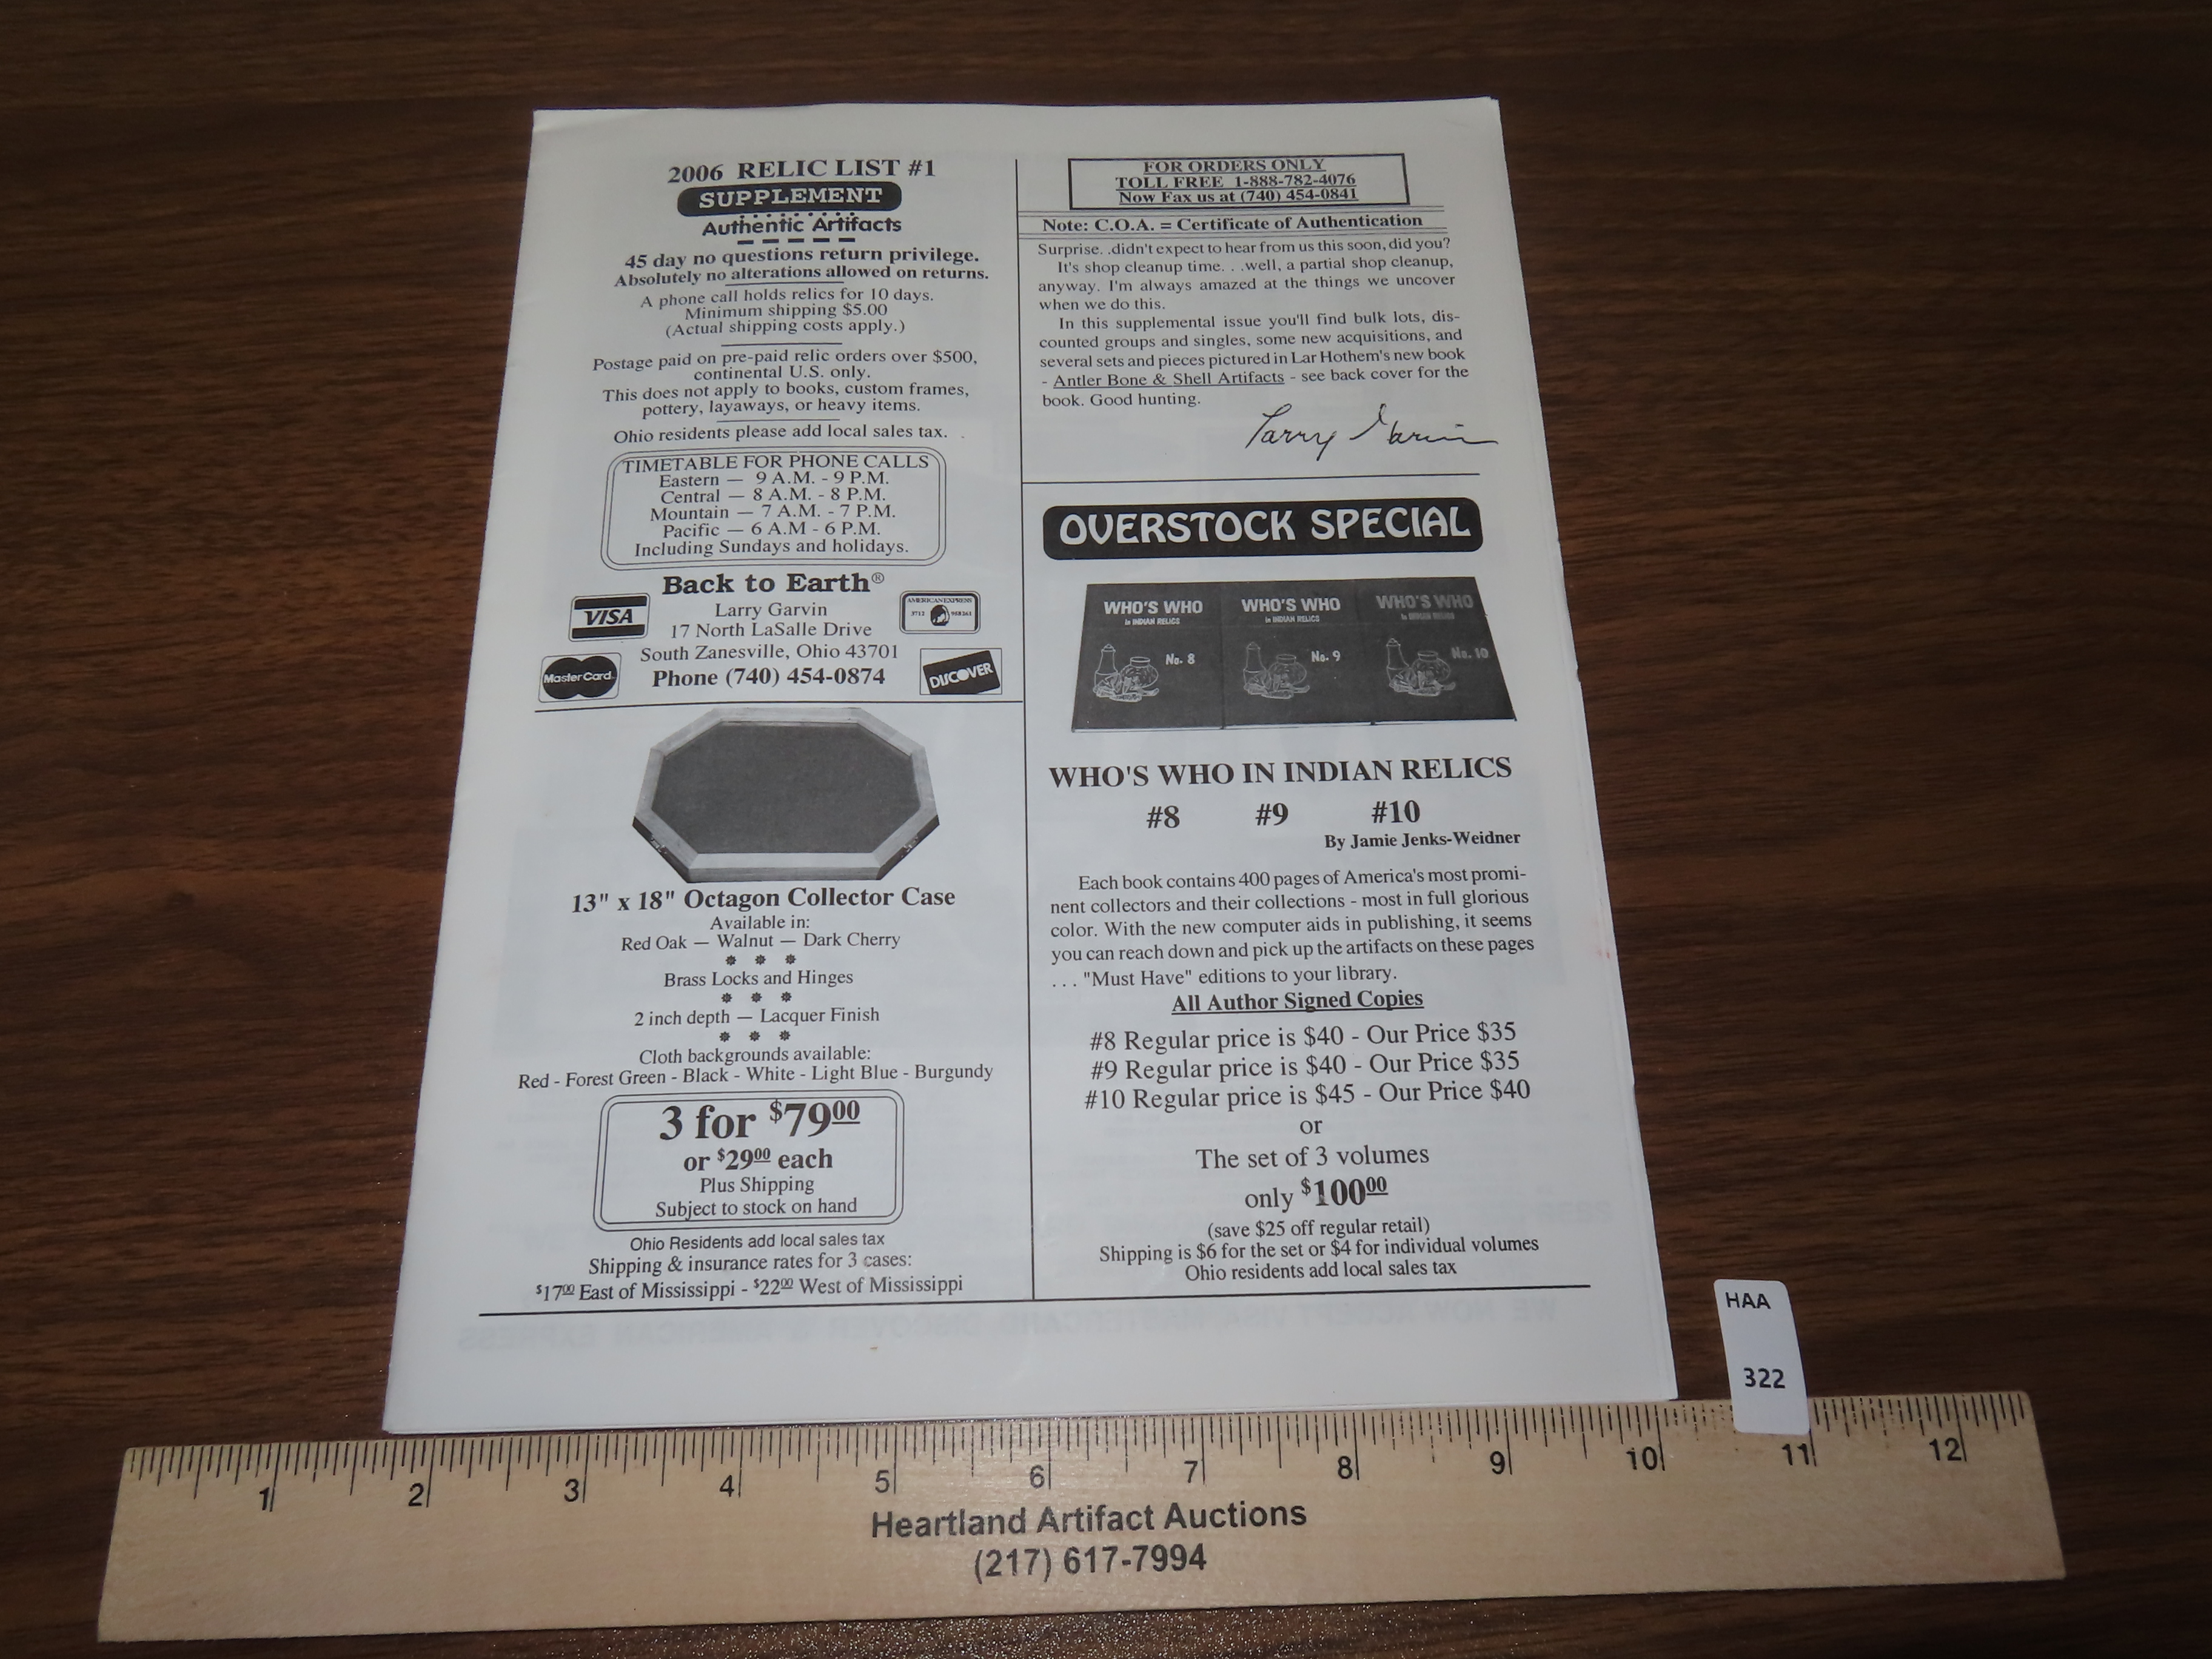 2006 RELIC LIST #1
SUPPLEMENT
Authentic Artifacts
45 day no questions return privilege.
Absolutely no alterations allowed on returns.
A phone call holds relics for 10 days.
Minimum shipping $5.00
(Actual shipping costs apply.)
Postage paid on pre-paid relic orders over $500,
continental U.S. only.
This does not apply to books, custom frames,
pottery, layaways, or heavy items.
Ohio residents please add local sales tax.
TIMETABLE FOR PHONE CALLS
Eastern — 9 A.M. - 9 P.M.
Central — 8 A.M. - 8 P.M.
Mountain — 7 A.M. - 7 P.M.
Pacific — 6 A.M - 6 P.M.
Including Sundays and holidays.
Back to Earth®
VISA
AMERICAN EXPRESS
Larry Garvin
17 North LaSalle Drive
South Zanesville, Ohio 43701
MasterCard
Phone (740) 454-0874
DISCOVER
13" x 18" Octagon Collector Case
Available in:
Red Oak — Walnut — Dark Cherry
Brass Locks and Hinges
2 inch depth — Lacquer Finish
Cloth backgrounds available:
Red - Forest Green - Black - White - Light Blue - Burgundy
3 for $79.00
or $29.00 each
Plus Shipping
Subject to stock on hand
Ohio Residents add local sales tax
Shipping & insurance rates for 3 cases:
$17.00 East of Mississippi - $22.00 West of Mississippi
FOR ORDERS ONLY
TOLL FREE 1-888-782-4076
Now Fax us at (740) 454-0841
Note: C.O.A. = Certificate of Authentication
Surprise. .didn't expect to hear from us this soon, did you?
It's shop cleanup time. . .well, a partial shop cleanup,
anyway. I'm always amazed at the things we uncover
when we do this.
In this supplemental issue you'll find bulk lots, dis-
counted groups and singles, some new acquisitions, and
several sets and pieces pictured in Lar Hothem's new book
- Antler Bone & Shell Artifacts - see back cover for the
book. Good hunting.
Larry Garvin
OVERSTOCK SPECIAL
WHO'S WHO WHO'S WHO WHO'S WHO
in INDIAN RELICS in INDIAN RELICS in INDIAN RELICS
No. 8 No. 9 No. 10
WHO'S WHO IN INDIAN RELICS
#8 #9 #10
By Jamie Jenks-Weidner
Each book contains 400 pages of America's most promi-
nent collectors and their collections - most in full glorious
color. With the new computer aids in publishing, it seems
you can reach down and pick up the artifacts on these pages
. . . "Must Have" editions to your library.
All Author Signed Copies
#8 Regular price is $40 - Our Price $35
#9 Regular price is $40 - Our Price $35
#10 Regular price is $45 - Our Price $40
or
The set of 3 volumes
only $100.00
(save $25 off regular retail)
Shipping is $6 for the set or $4 for individual volumes
Ohio residents add local sales tax
HAA
322
1 2 3 4 5 6 7 8 9 10 11 12
Heartland Artifact Auctions
(217) 617-7994